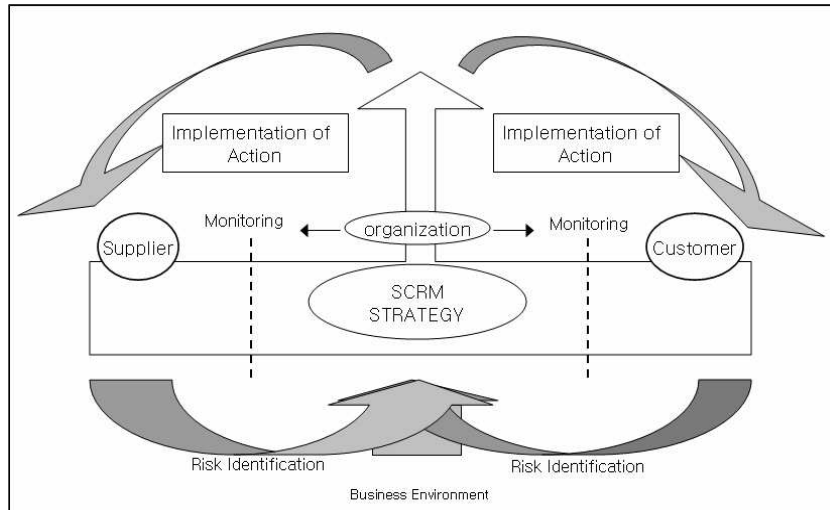 Implementation of
Action
Implementation of
Action
Monitoring
organization
Monitoring
Supplier
Customer
SCRM
STRATEGY
Risk Identification
Risk Identification
Business Environment